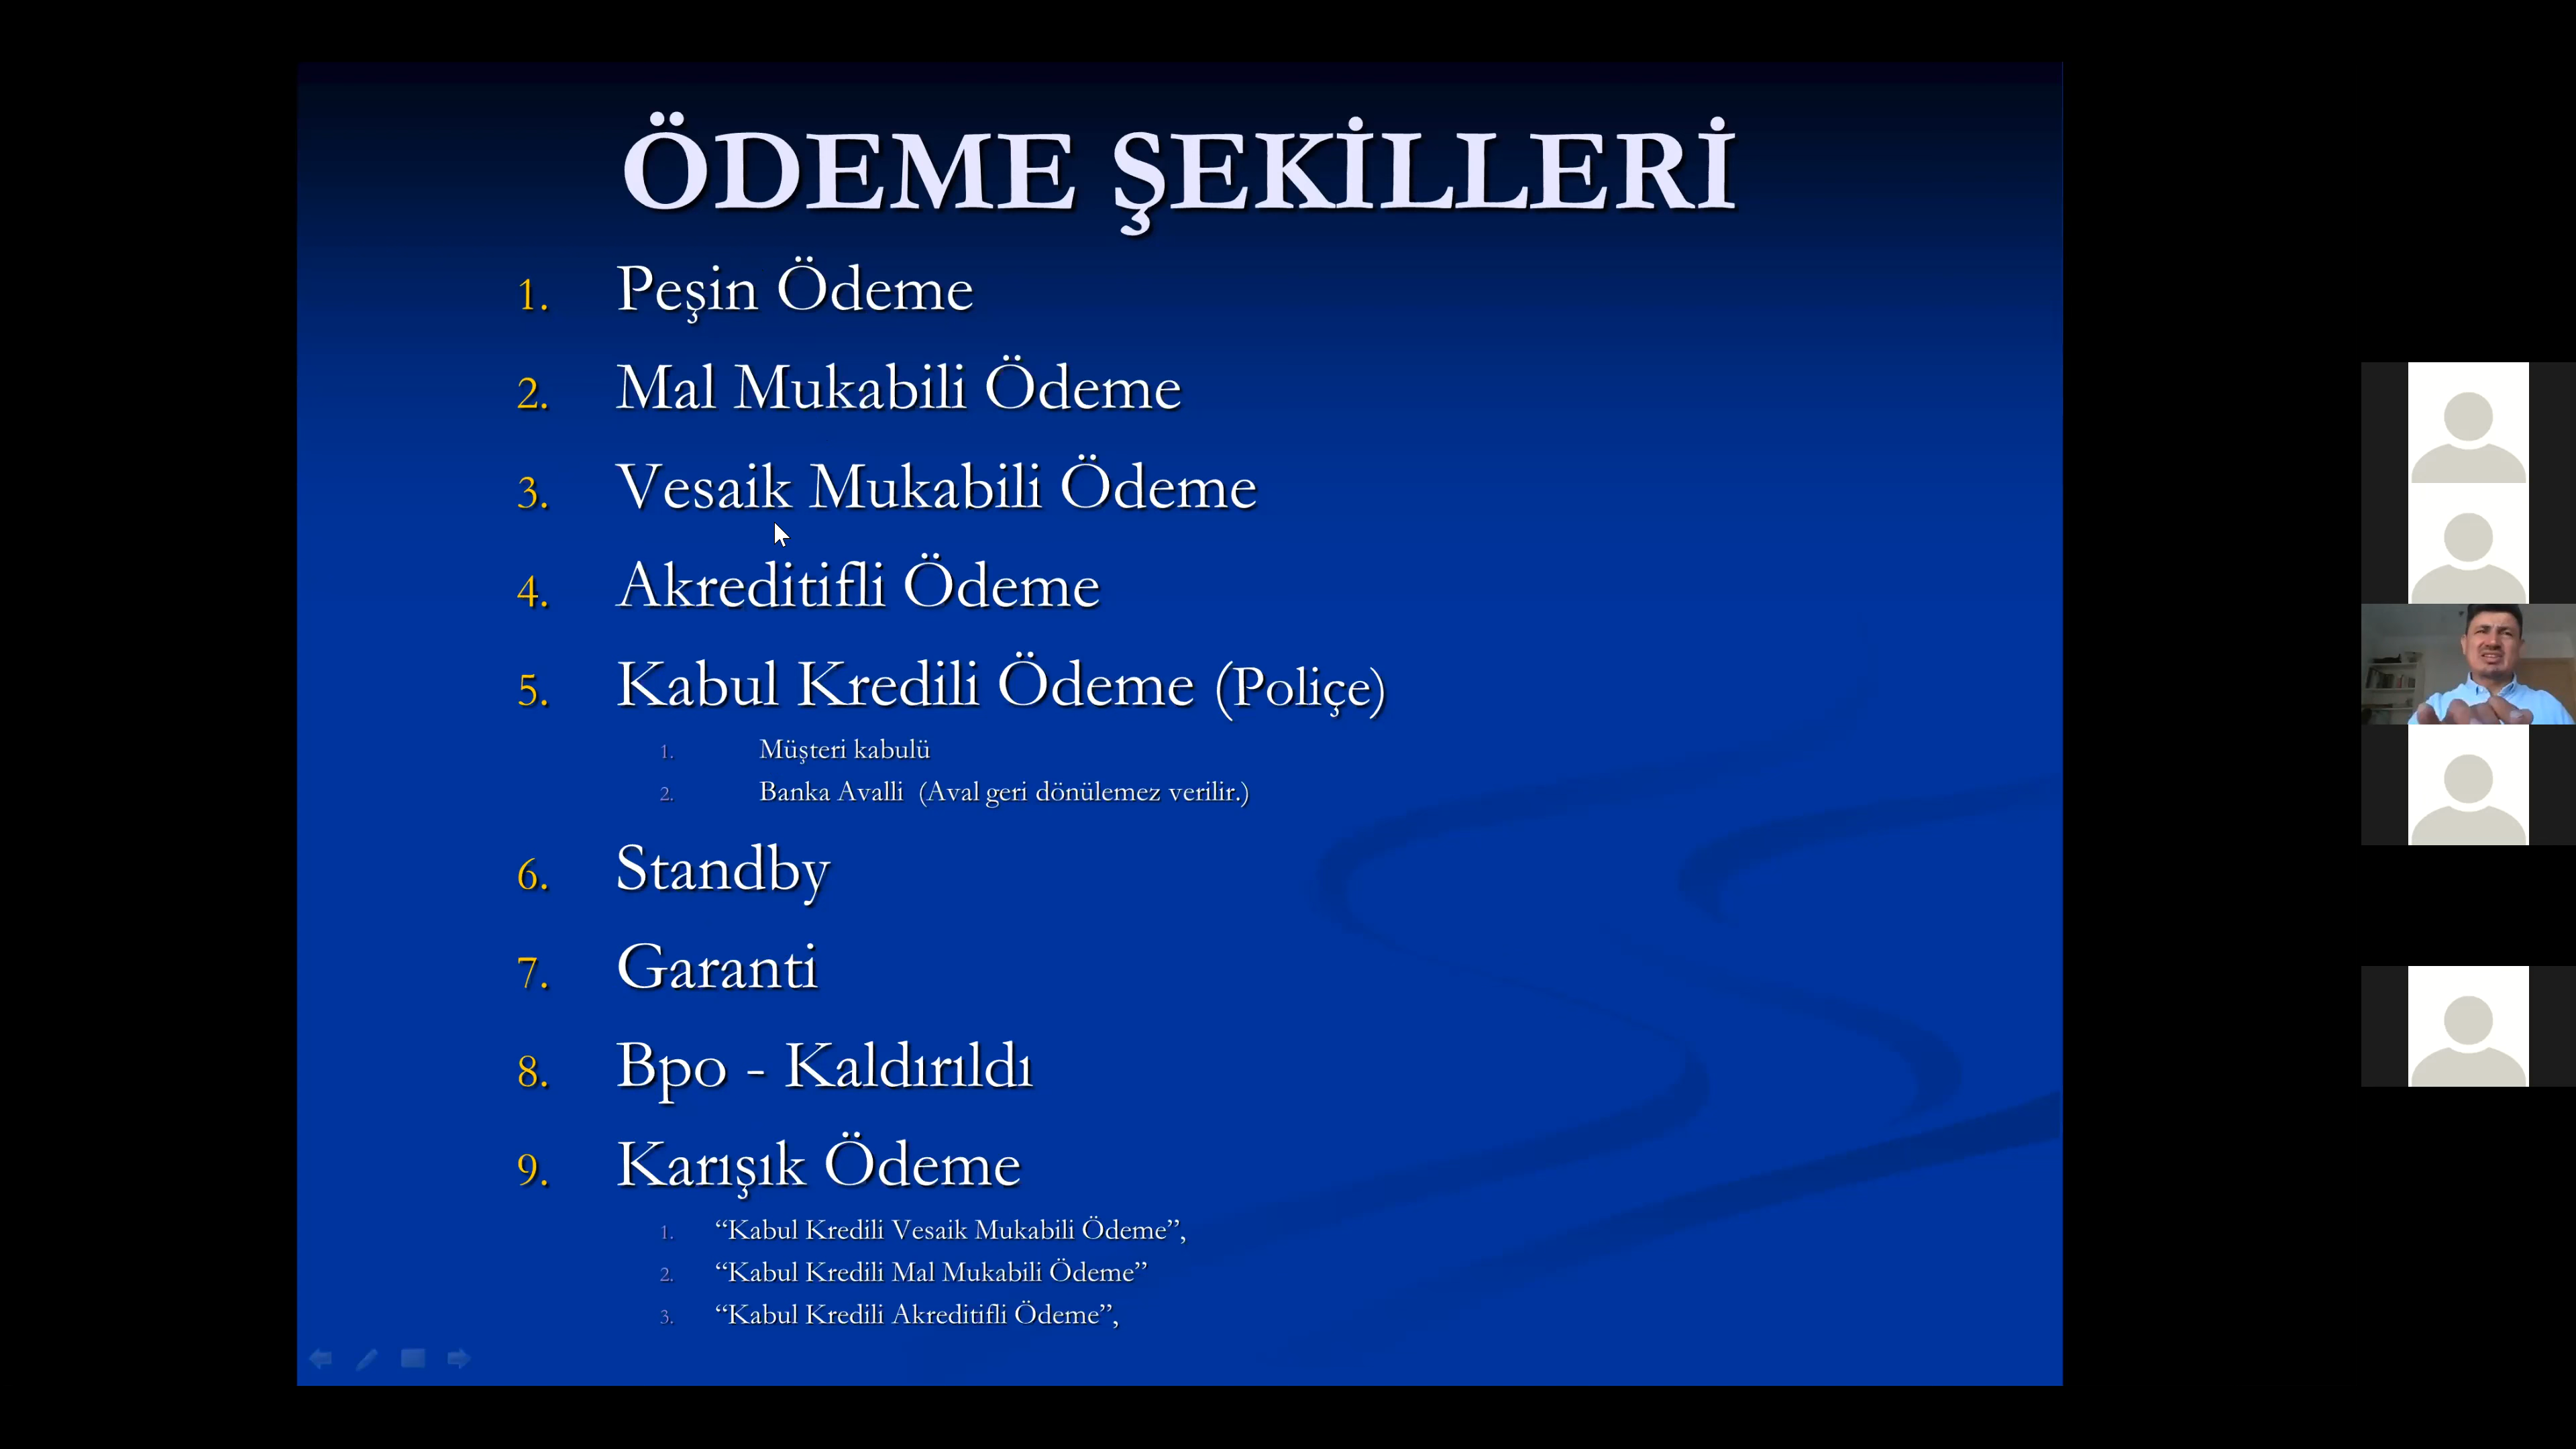 ÖDEME ŞEKİLLERİ
1. Peşin Ödeme
2. Mal Mukabili Ödeme
3. Vesaik Mukabili Ödeme
4. Akreditifli Ödeme
5. Kabul Kredili Ödeme (Poliçe)
1. Müşteri kabulü
2. Banka Avalli (Aval geri dönülemez verilir.)
6. Standby
7. Garanti
8. Bpo - Kaldırıldı
9. Karışık Ödeme
1. “Kabul Kredili Vesaik Mukabili Ödeme”,
2. “Kabul Kredili Mal Mukabili Ödeme”
3. “Kabul Kredili Akreditifli Ödeme”,